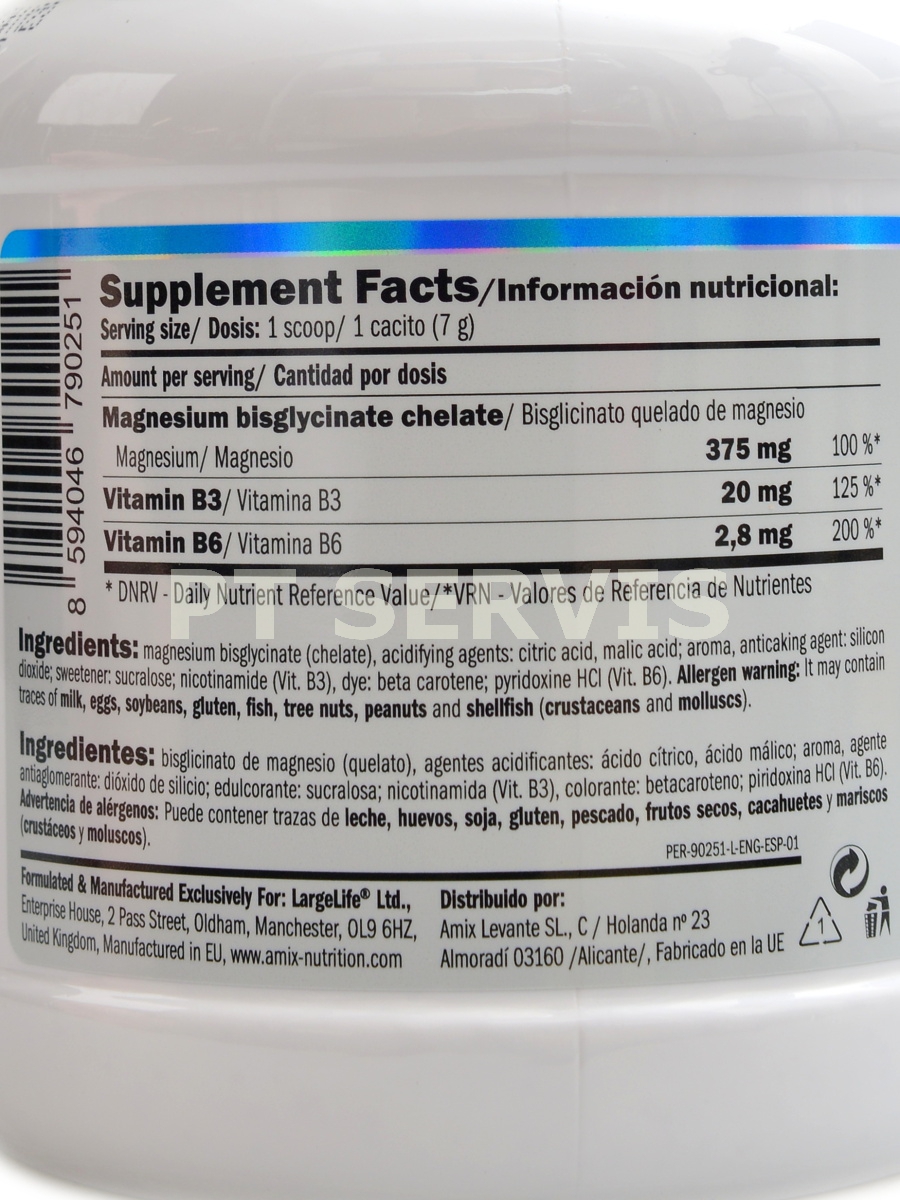 Supplement Facts/Información nutricional:
Serving size/ Dosis: 1 scoop/ 1 cacito (7 g)
Amount per serving/ Cantidad por dosis
Magnesium bisglycinate chelate/ Bisglicinato quelado de magnesio
Magnesium/ Magnesio 375 mg 100 %*
Vitamin B3/ Vitamina B3 20 mg 125 %*
Vitamin B6/ Vitamina B6 2,8 mg 200 %*
* DNRV - Daily Nutrient Reference Value/*VRN - Valores de Referencia de Nutrientes
PT SERVIS
8 594046 790251
Ingredients: magnesium bisglycinate (chelate), acidifying agents: citric acid, malic acid; aroma, anticaking agent: silicon
dioxide; sweetener: sucralose; nicotinamide (Vit. B3), dye: beta carotene; pyridoxine HCl (Vit. B6). Allergen warning: It may contain
traces of milk, eggs, soybeans, gluten, fish, tree nuts, peanuts and shellfish (crustaceans and molluscs).
Ingredientes: bisglicinato de magnesio (quelato), agentes acidificantes: ácido cítrico, ácido málico; aroma, agente
antiaglomerante: dióxido de silicio; edulcorante: sucralosa; nicotinamida (Vit. B3), colorante: betacaroteno; piridoxina HCl (Vit. B6).
Advertencia de alérgenos: Puede contener trazas de leche, huevos, soja, gluten, pescado, frutos secos, cacahuetes y mariscos
(crustáceos y moluscos).
PER-90251-L-ENG-ESP-01
Formulated & Manufactured Exclusively For: LargeLife® Ltd.,
Enterprise House, 2 Pass Street, Oldham, Manchester, OL9 6HZ,
United Kingdom, Manufactured in EU, www.amix-nutrition.com
Distribuido por:
Amix Levante SL., C / Holanda nº 23
Almoradí 03160 /Alicante/, Fabricado en la UE
1